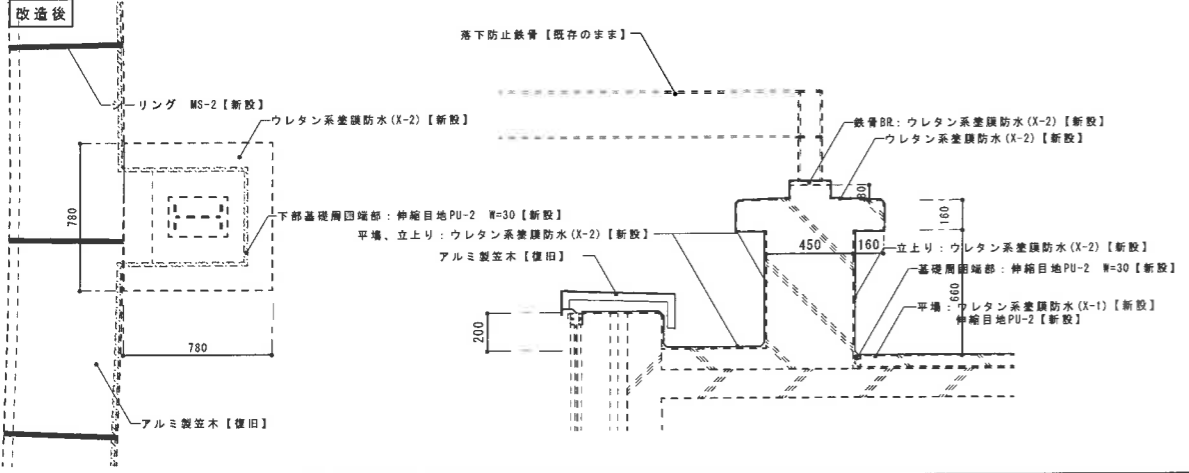 改造後
シーリング MS-2【新設】
ウレタン系塗膜防水(X-2)【新設】
780
下部基礎周囲端部：伸縮目地PU-2 W=30【新設】
平場、立上り：ウレタン系塗膜防水(X-2)【新設】
アルミ製笠木【復旧】
780
アルミ製笠木【復旧】
落下防止鉄骨【既存のまま】
鉄骨BR：ウレタン系塗膜防水(X-2)【新設】
ウレタン系塗膜防水(X-2)【新設】
80
160
450
160
立上り：ウレタン系塗膜防水(X-2)【新設】
基礎周囲端部：伸縮目地PU-2 W=30【新設】
660
平場：ウレタン系塗膜防水(X-1)【新設】
伸縮目地PU-2【新設】
200